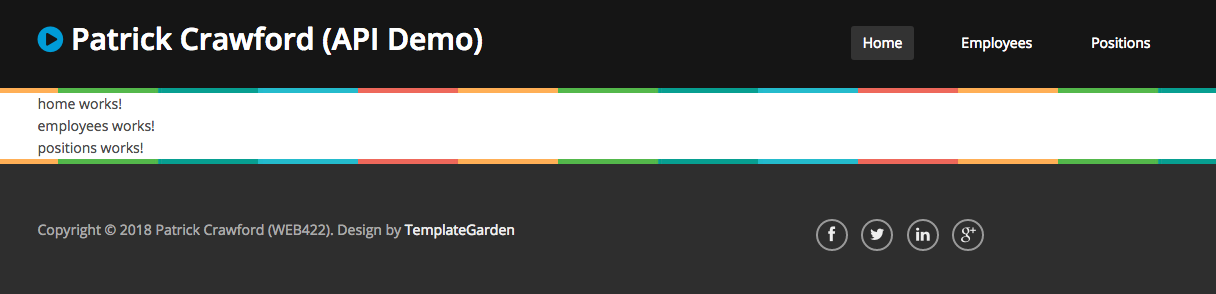 Patrick Crawford (API Demo)
Home Employees Positions
home works!
employees works!
positions works!
Copyright © 2018 Patrick Crawford (WEB422). Design by TemplateGarden